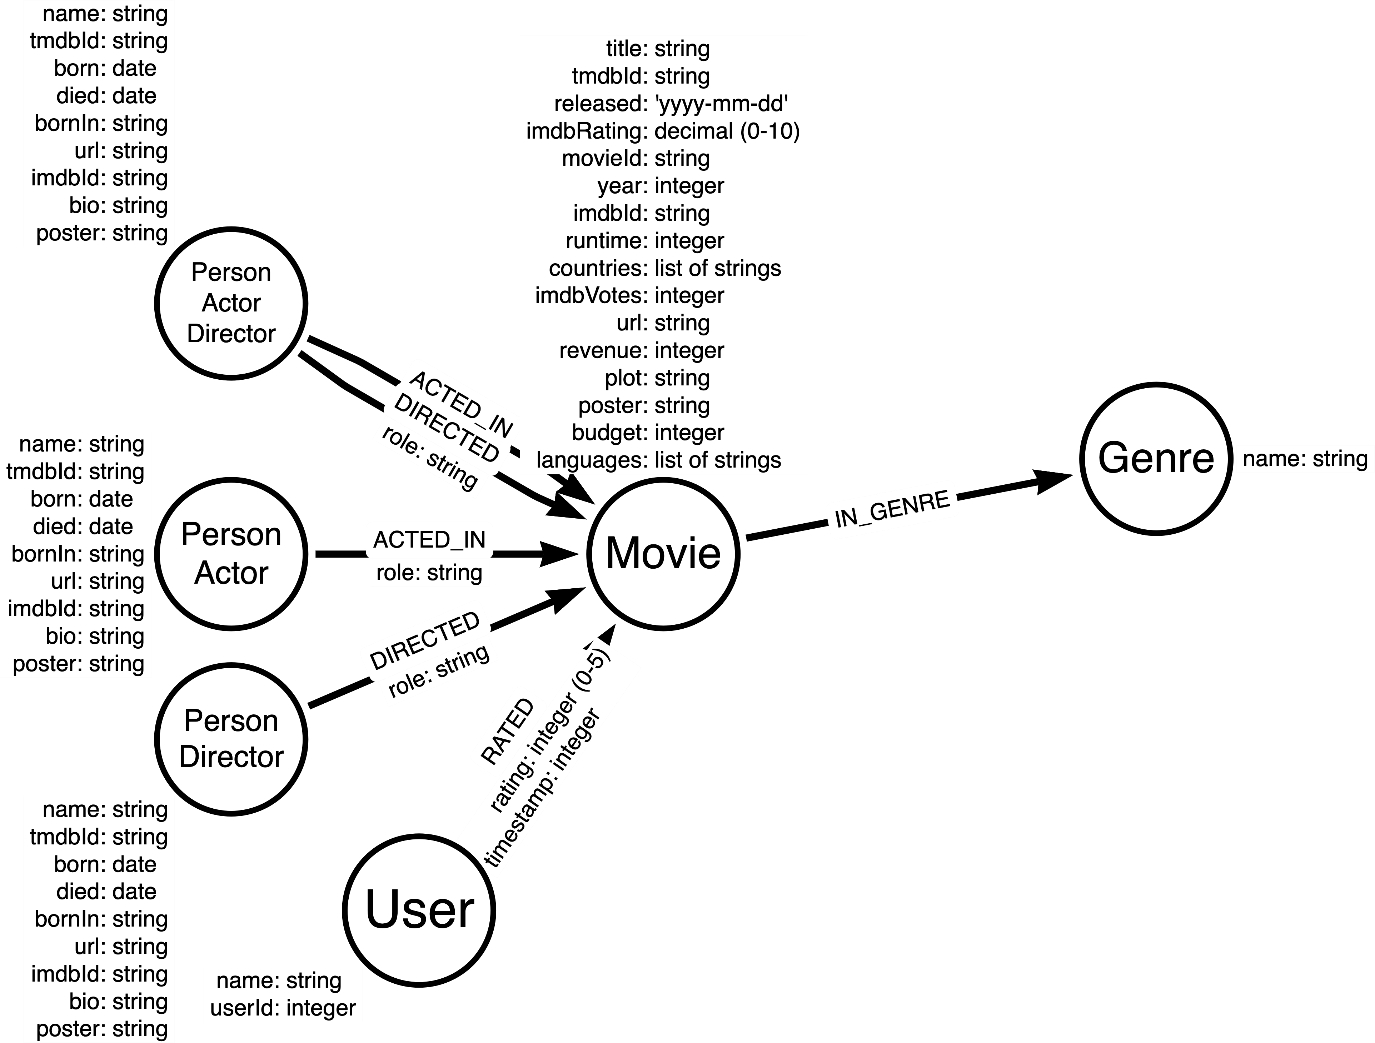 name: string
tmdbId: string
born: date
died: date
bornIn: string
url: string
imdbId: string
bio: string
poster: string
Person
Actor
Director
title: string
tmdbId: string
released: 'yyyy-mm-dd'
imdbRating: decimal (0-10)
movieId: string
year: integer
imdbId: string
runtime: integer
countries: list of strings
imdbVotes: integer
url: string
revenue: integer
plot: string
poster: string
budget: integer
languages: list of strings
ACTED_IN
DIRECTED
role: string
name: string
tmdbId: string
born: date
died: date
bornIn: string
url: string
imdbId: string
bio: string
poster: string
Person
Actor
ACTED_IN
role: string
Movie
IN_GENRE
Genre
name: string
Person
Director
DIRECTED
role: string
name: string
tmdbId: string
born: date
died: date
bornIn: string
url: string
imdbId: string
bio: string
poster: string
RATED
rating: integer (0-5)
timestamp: integer
User
name: string
userId: integer